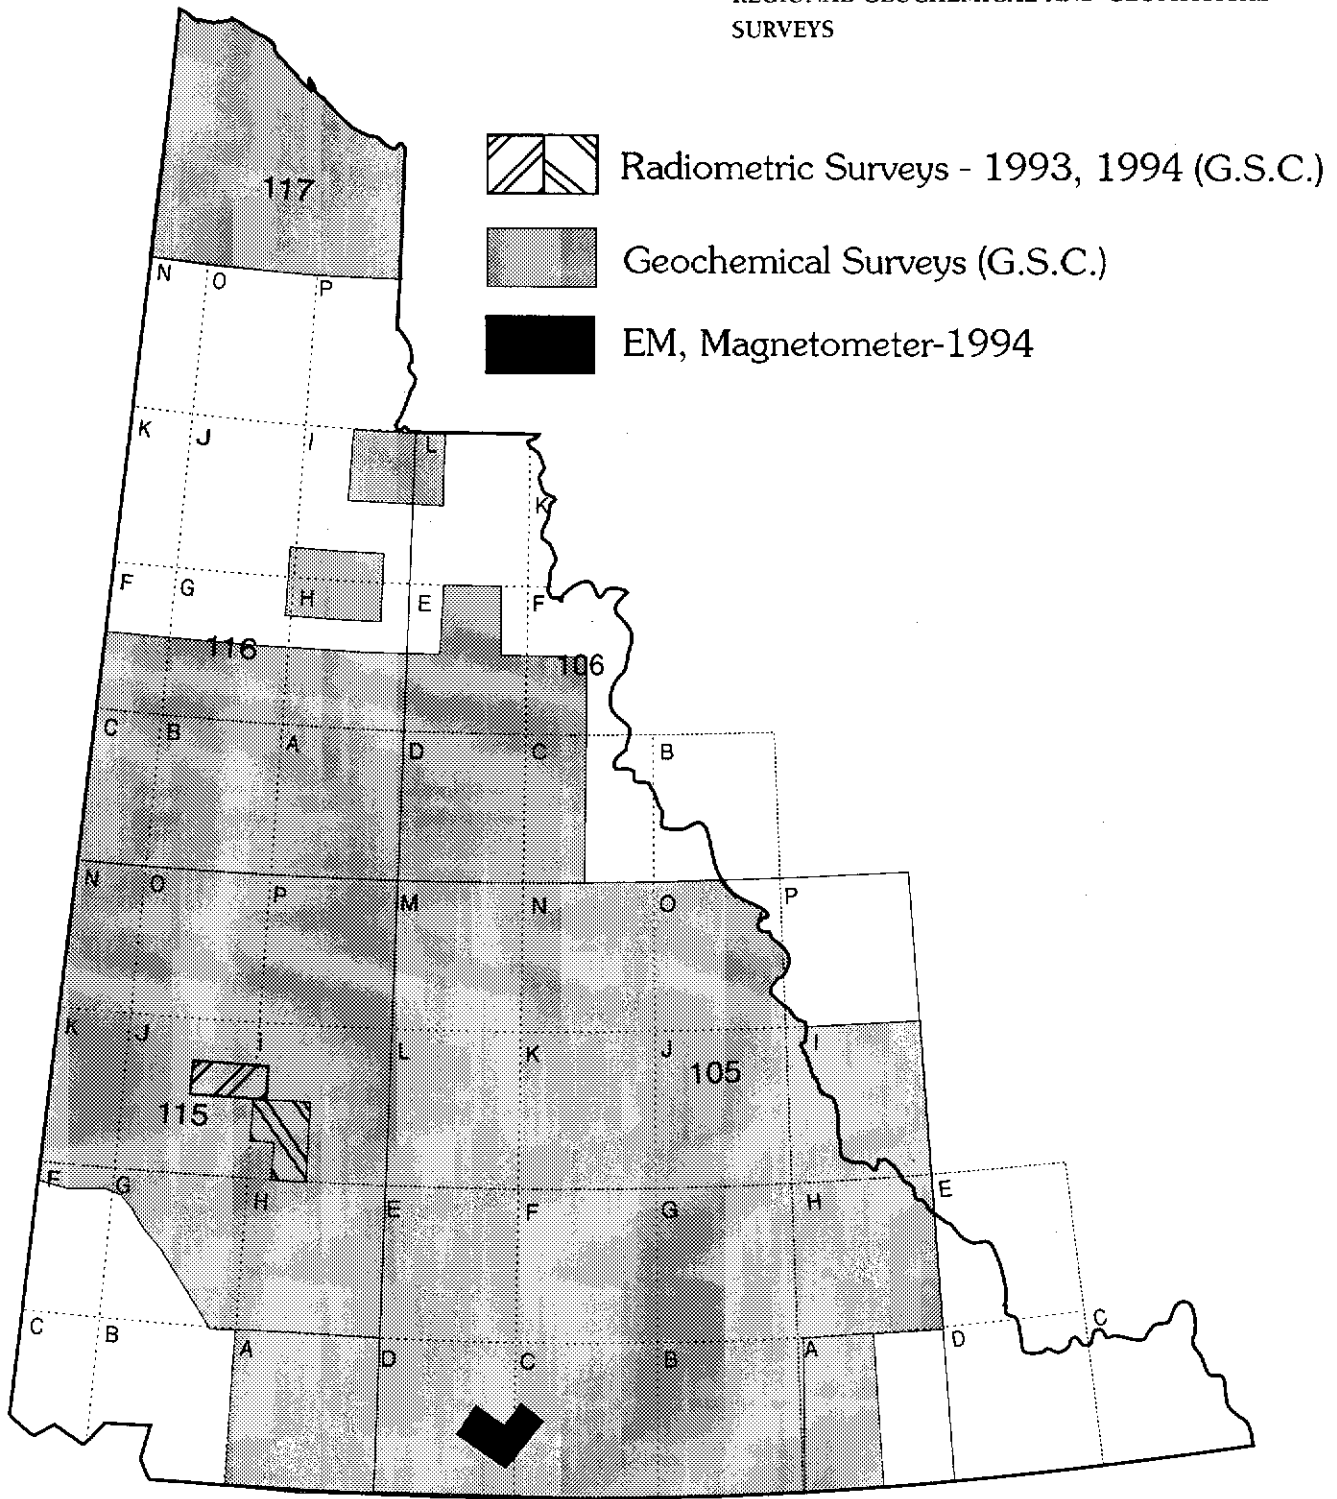 SURVEYS
Radiometric Surveys - 1993, 1994 (G.S.C.)
Geochemical Surveys (G.S.C.)
EM, Magnetometer-1994
117
N O P
K J I L
K
F G H E F
116 106
C B A D C B
N O P M N O P
K J I L K J I
105
115
F G H E F G H E
C B A D C B A D C